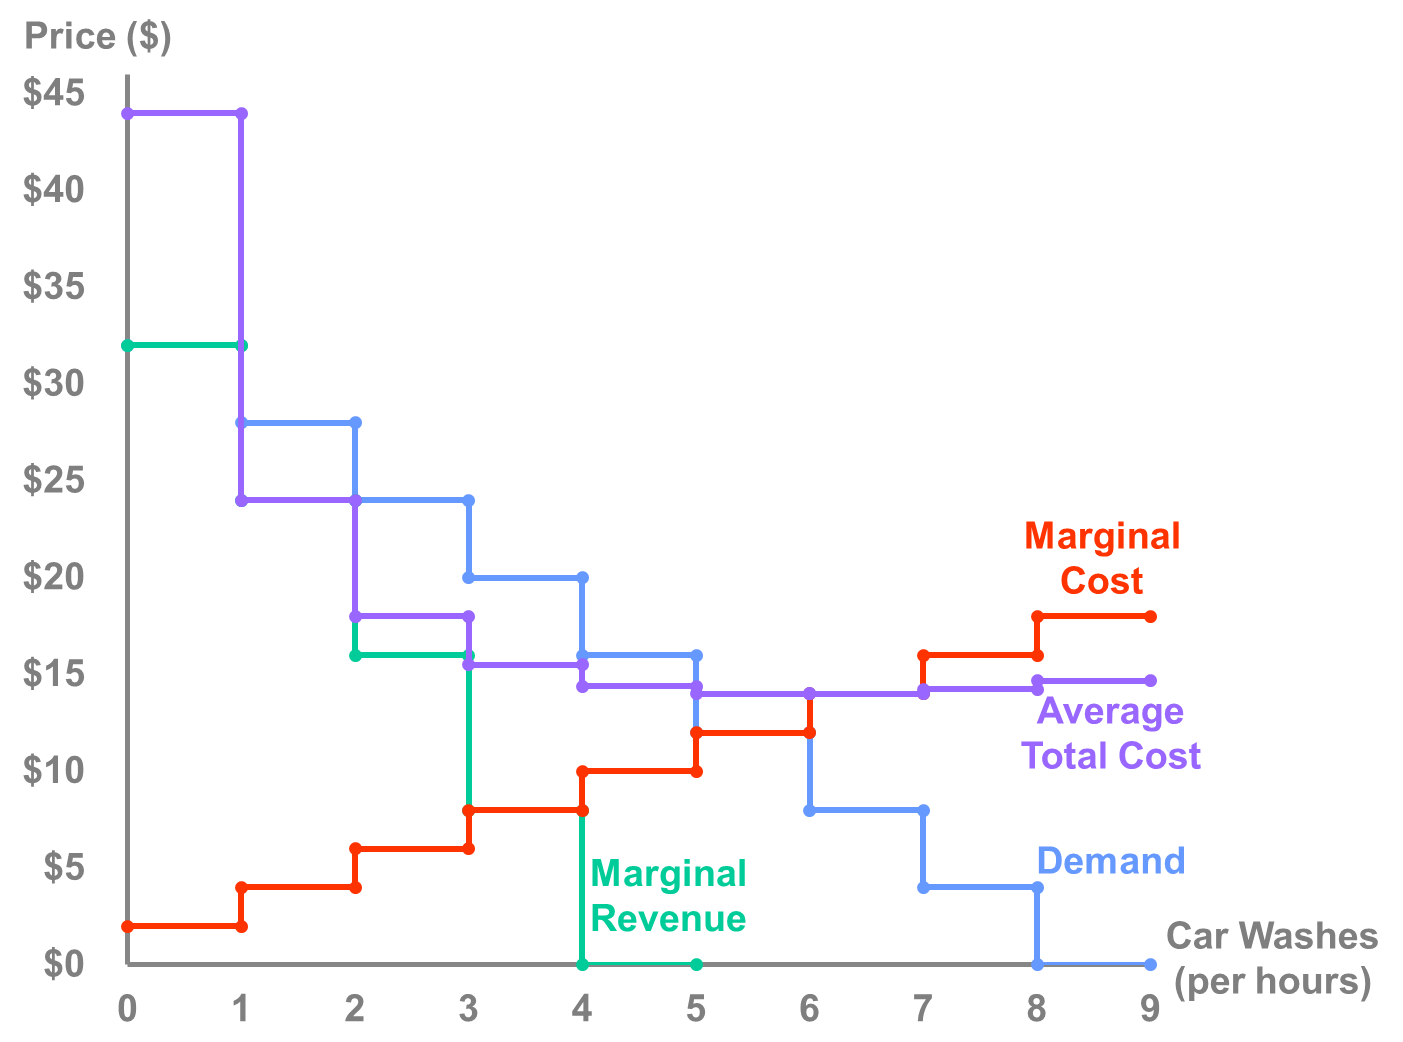 Price ($)
$45
$40
$35
$30
$25
$20
$15
$10
$5
$0
Marginal
Cost
Average
Total Cost
Demand
Marginal
Revenue
Car Washes
(per hours)
0 1 2 3 4 5 6 7 8 9